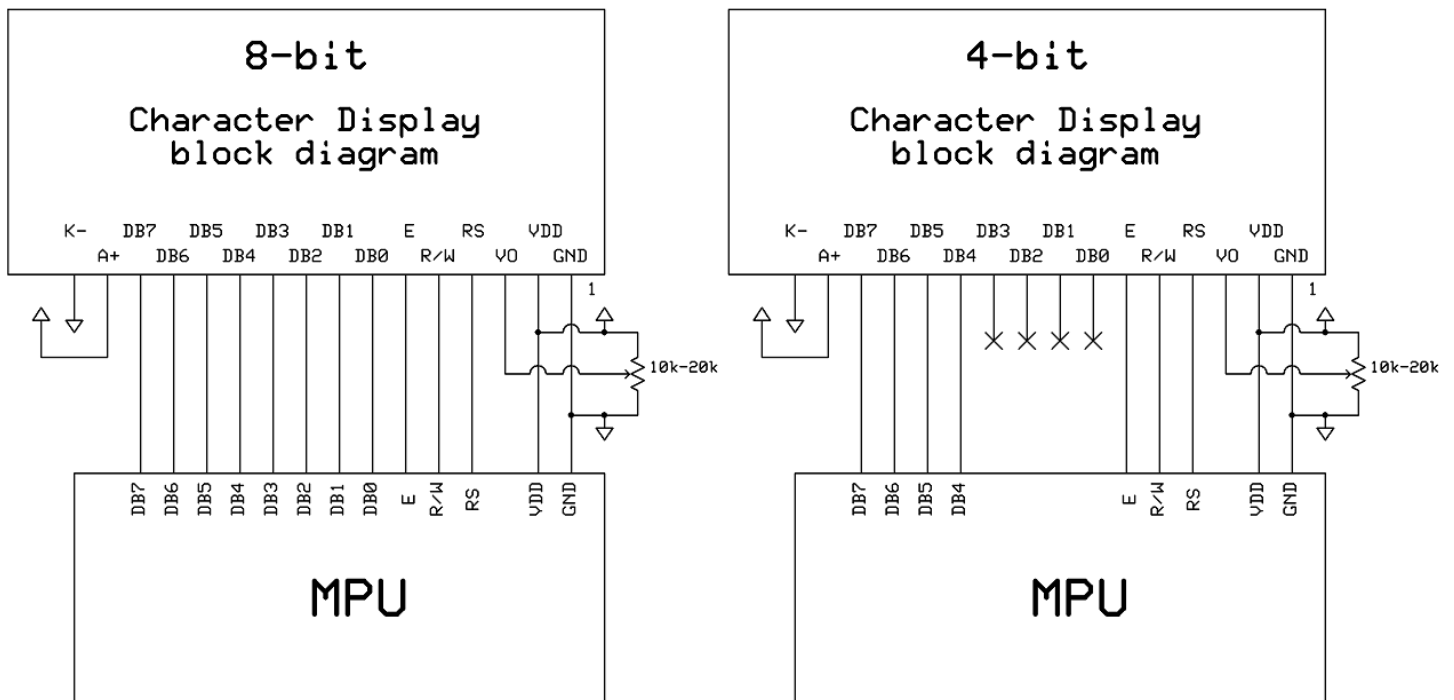 8-bit
Character Display
block diagram
K- DB7 DB5 DB3 DB1 E RS VDD
A+ DB6 DB4 DB2 DB0 R/W VO GND
1
10k-20k
DB7 DB6 DB5 DB4 DB3 DB2 DB1 DB0 E R/W RS VDD GND
MPU
4-bit
Character Display
block diagram
K- DB7 DB5 DB3 DB1 E RS VDD
A+ DB6 DB4 DB2 DB0 R/W VO GND
1
10k-20k
DB7 DB6 DB5 DB4 E R/W RS VDD GND
MPU